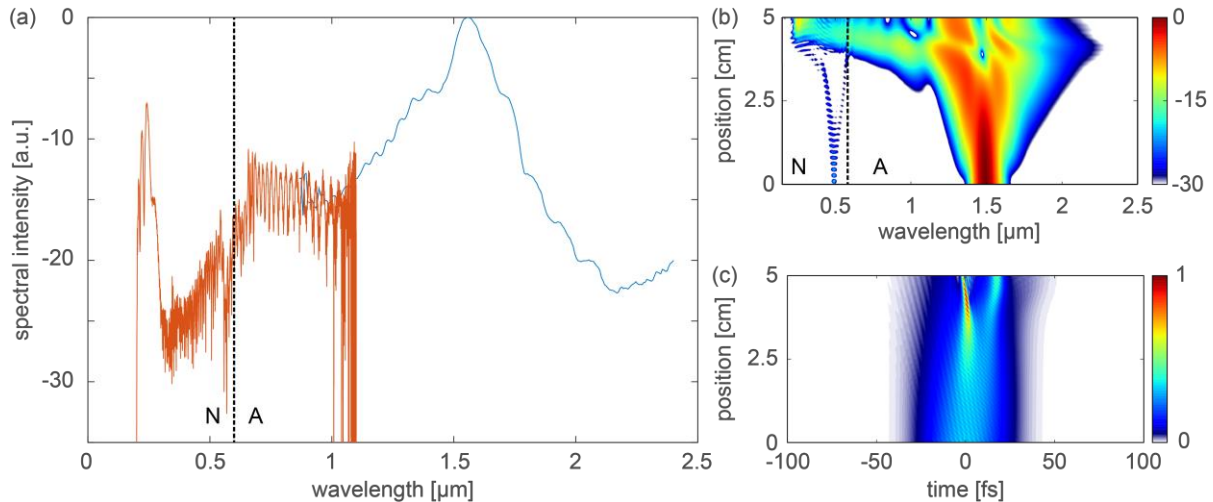 (a)
0
-10
-20
-30
spectral intensity [a.u.]
N A
0 0.5 1 1.5 2 2.5
wavelength [µm]
(b)
5
2.5
0
position [cm]
N A
0.5 1 1.5 2 2.5
wavelength [µm]
0
-15
-30
(c)
5
2.5
0
position [cm]
-100 -50 0 50 100
time [fs]
1
0